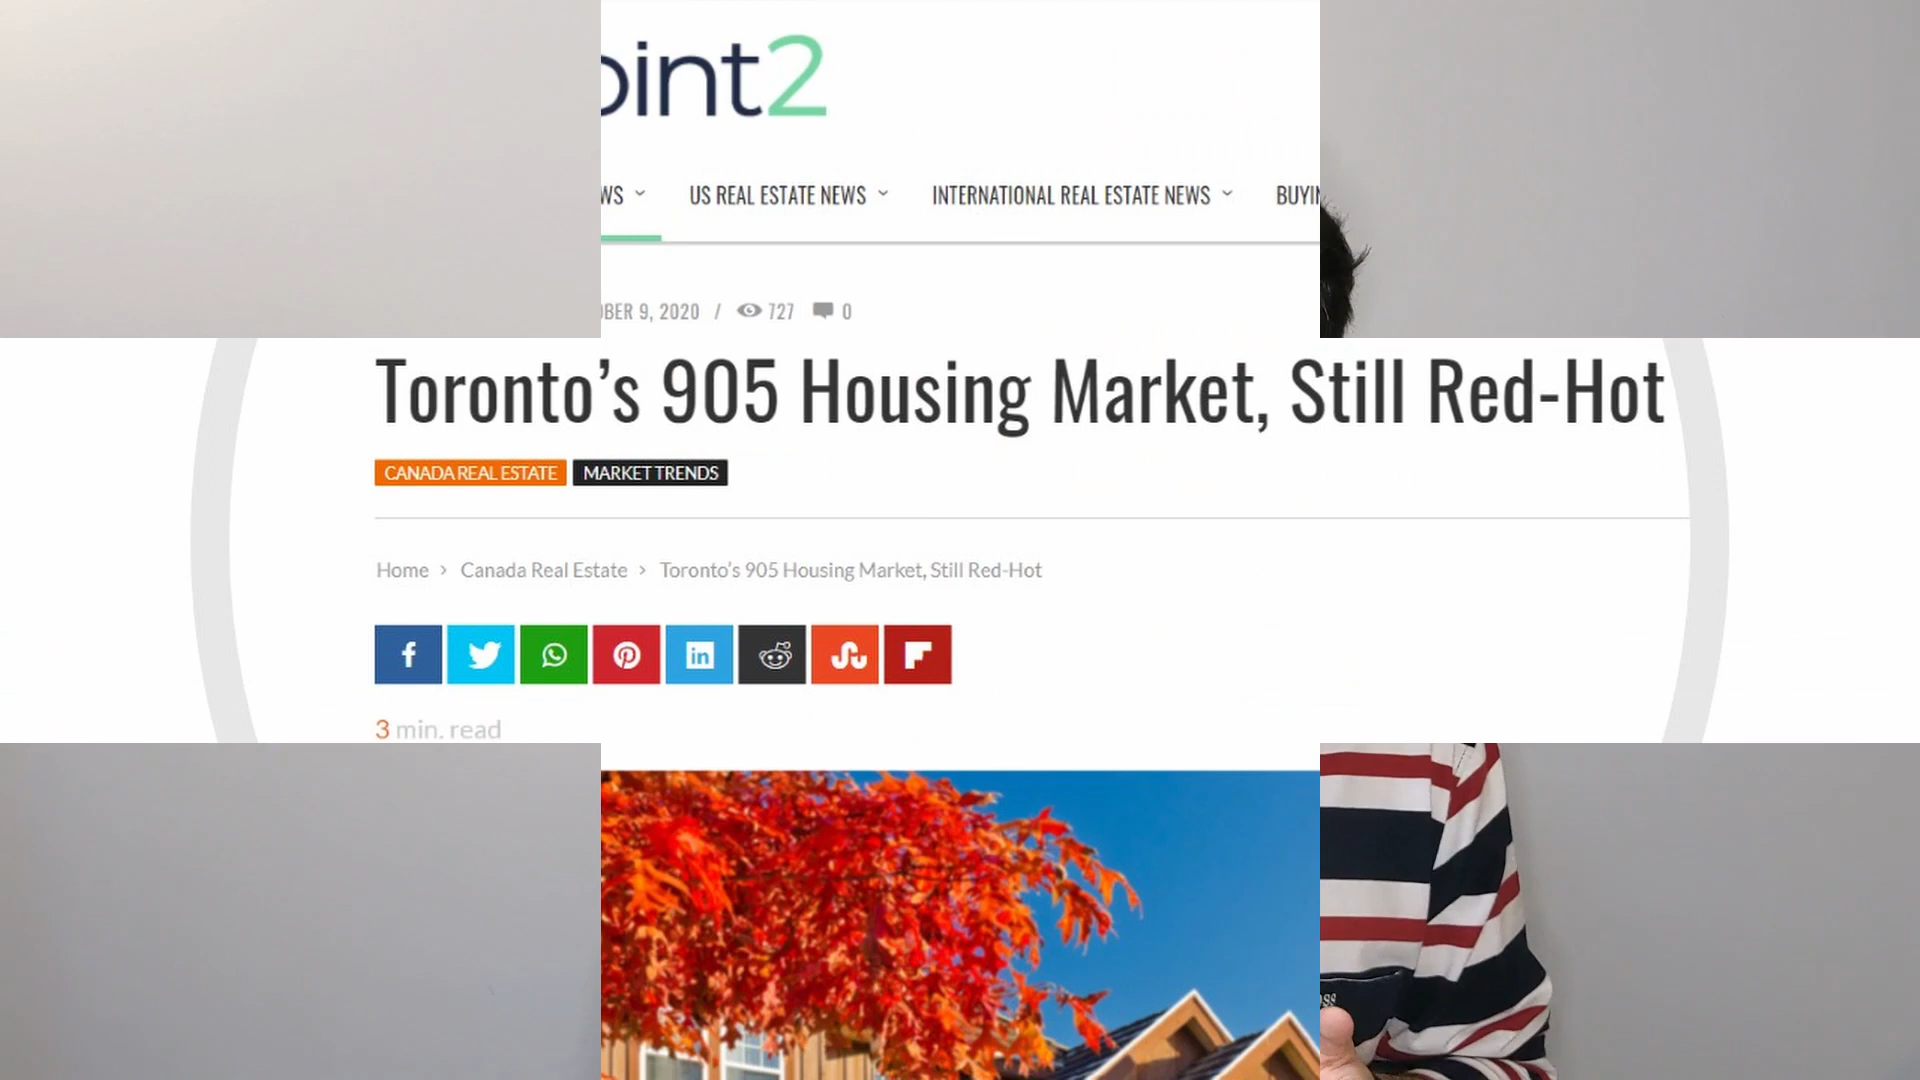 oint2
WS US REAL ESTATE NEWS INTERNATIONAL REAL ESTATE NEWS BUYIN
BER 9, 2020 / 727 0
Toronto’s 905 Housing Market, Still Red-Hot
CANADA REAL ESTATE MARKET TRENDS
Home > Canada Real Estate > Toronto’s 905 Housing Market, Still Red-Hot
3 min. read